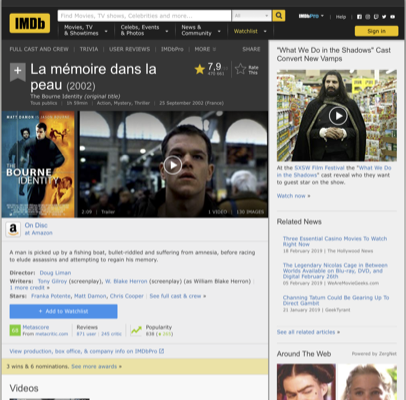 IMDb
Find Movies, TV shows, Celebrities and more...
All
IMDbPro
Help
Movies, TV & Showtimes
Celebs, Events & Photos
News & Community
Watchlist
Sign in
FULL CAST AND CREW | TRIVIA | USER REVIEWS | IMDbPro | MORE
SHARE
La mémoire dans la peau (2002)
The Bourne Identity (original title)
7,9
Rate This
Tous publics | 1h 59min | Action, Mystery, Thriller | 25 September 2002 (France)
MATT DAMON
THE BOURNE IDENTITY
2:09 | Trailer
1 VIDEO | 130 IMAGES
On Disc
at Amazon
A man is picked up by a fishing boat, bullet-riddled and suffering from amnesia, before racing
to elude assassins and attempting to regain his memory.
Director: Doug Liman
Writers: Tony Gilroy (screenplay), W. Blake Herron (screenplay) (as William Blake Herron)
1 more credit »
Stars: Franka Potente, Matt Damon, Chris Cooper | See full cast & crew »
+ Add to Watchlist
Metascore
From metacritic.com
Reviews
971 user | 245 critic
Popularity
View production, box office, & company info on IMDbPro
3 wins & 6 nominations. See more awards »
Videos
"What We Do in the Shadows" Cast
Convert New Vamps
At the SXSW Film Festival the "What We Do
in the Shadows" cast reveal who they want
to guest star on the show.
Watch now »
Related News
Three Essential Movies To Watch
Right Now
18 February 2019 | The Hollywood News
The Legendary Nicolas Cage in Between
Worlds Available on Blu-ray, DVD, and
Digital February 26th
05 February 2019 | WeAreMovieGeeks.com
Channing Tatum Could Be Gearing Up To
Direct Gambit
21 January 2019 | GeekTyrant
See all related articles »
Around The Web | Powered by ZergNet